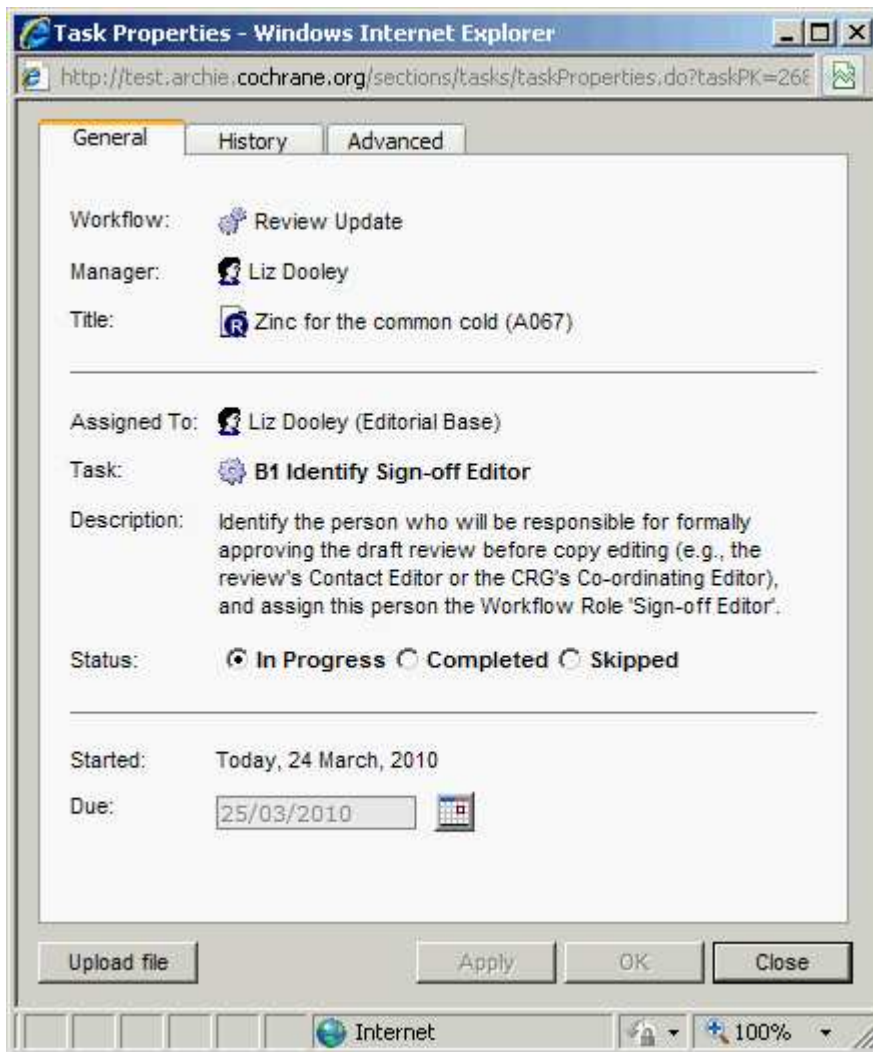 Task Properties - Windows Internet Explorer
http://test.archie.cochrane.org/sections/tasks/taskProperties.do?taskPK=268
General History Advanced
Workflow: Review Update
Manager: Liz Dooley
Title: Zinc for the common cold (A067)
Assigned To: Liz Dooley (Editorial Base)
Task: B1 Identify Sign-off Editor
Description: Identify the person who will be responsible for formally
approving the draft review before copy editing (e.g., the
review's Contact Editor or the CRG's Co-ordinating Editor),
and assign this person the Workflow Role 'Sign-off Editor'.
Status: In Progress Completed Skipped
Started: Today, 24 March, 2010
Due: 25/03/2010
Upload file Apply OK Close
Internet 100%